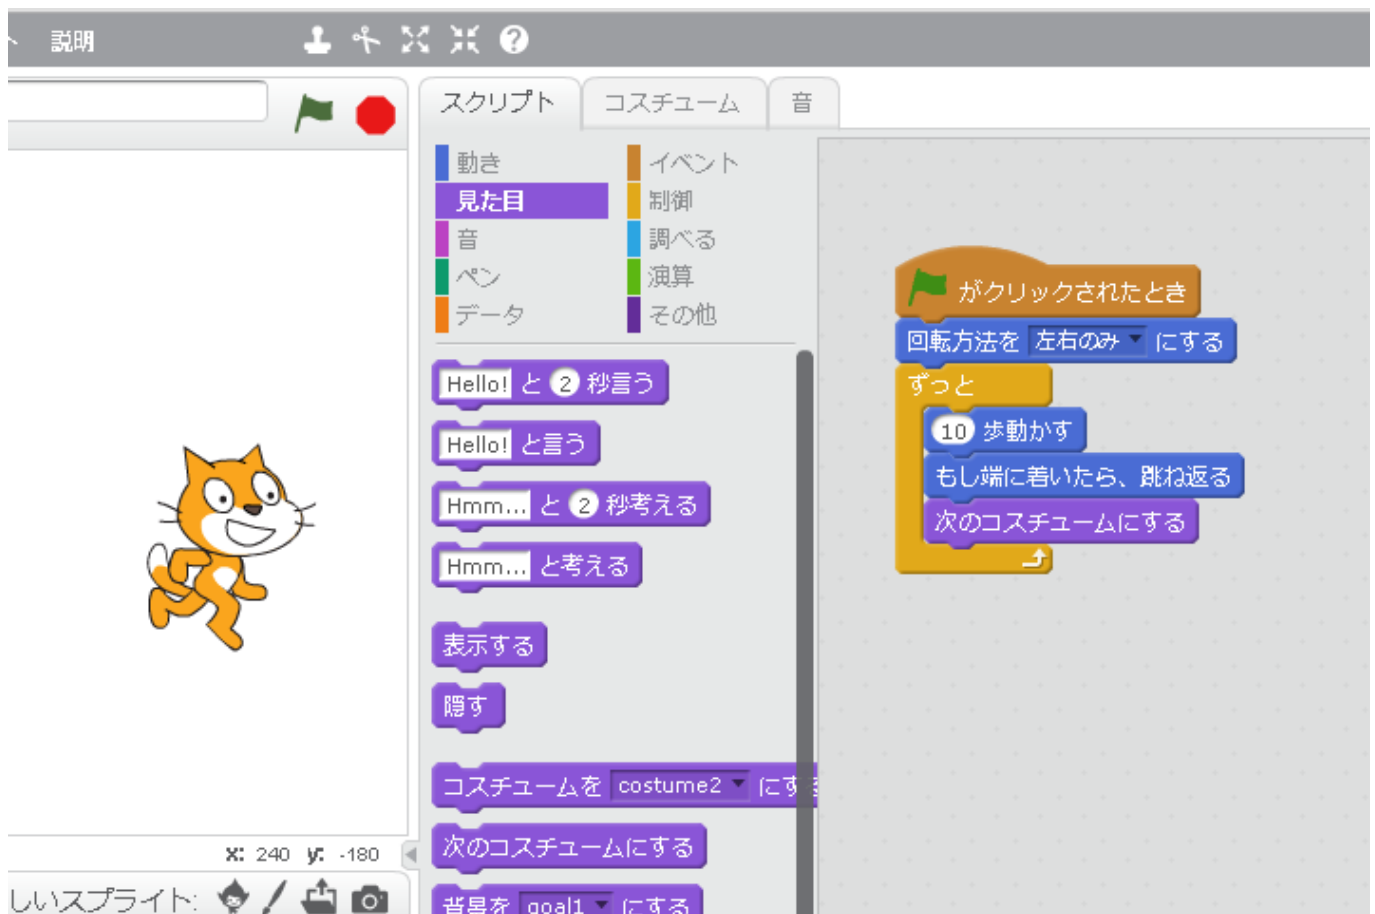 説明
スクリプト コスチューム 音
動き イベント
見た目 制御
音 調べる
ペン 演算
データ その他
Hello! と 2 秒言う
Hello! と言う
Hmm... と 2 秒考える
Hmm... と考える
表示する
隠す
コスチュームを costume2 にする
次のコスチュームにする
背景を goal1 にする
がクリックされたとき
回転方法を 左右のみ にする
ずっと
10 歩動かす
もし端に着いたら、跳ね返る
次のコスチュームにする
x: 240 y: -180
しいスプライト: